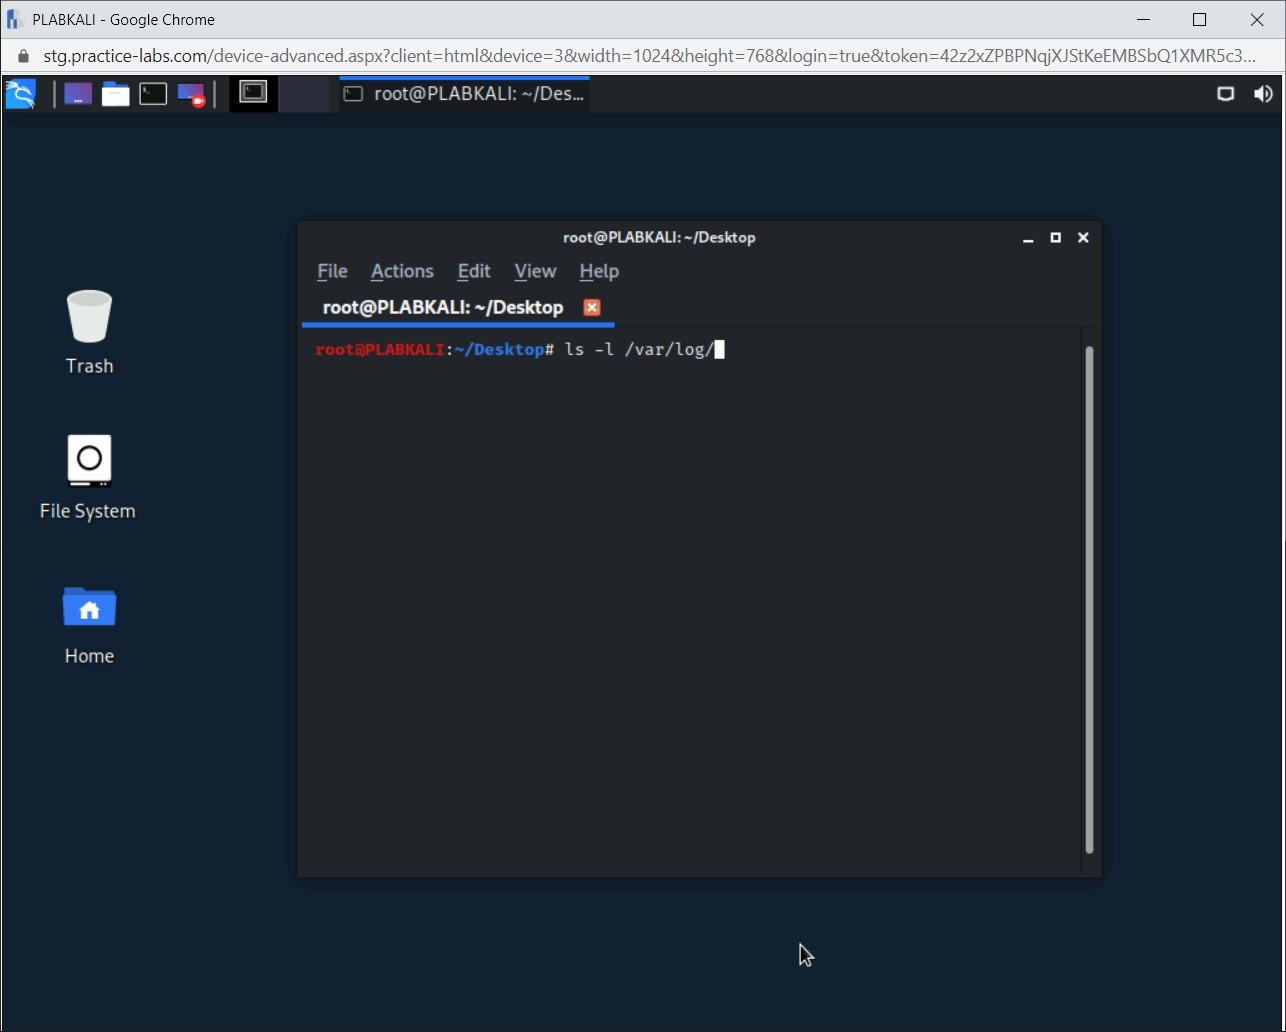 PLABKALI - Google Chrome
stg.practice-labs.com/device-advanced.aspx?client=html&device=3&width=1024&height=768&login=true&token=42z2xZPBPNqjXJStKeEMBSbQ1XMR5c3...
root@PLABKALI: ~/Des...
root@PLABKALI: ~/Desktop
File Actions Edit View Help
root@PLABKALI: ~/Desktop
root@PLABKALI:~/Desktop# ls -l /var/log/
Trash
File System
Home